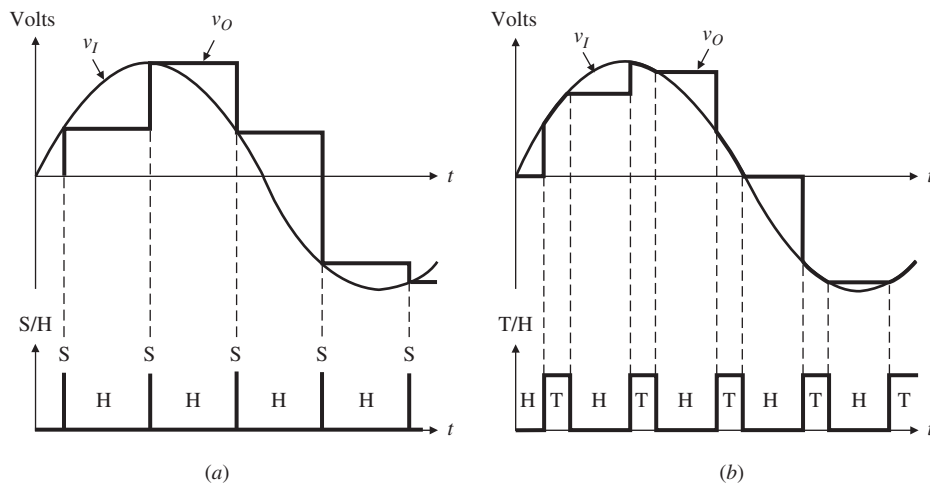 Volts
v_I
v_O
t
S/H
S S S S S
H H H H
t
(a)
Volts
v_I
v_O
t
T/H
H T H T H T H T H T
t
(b)